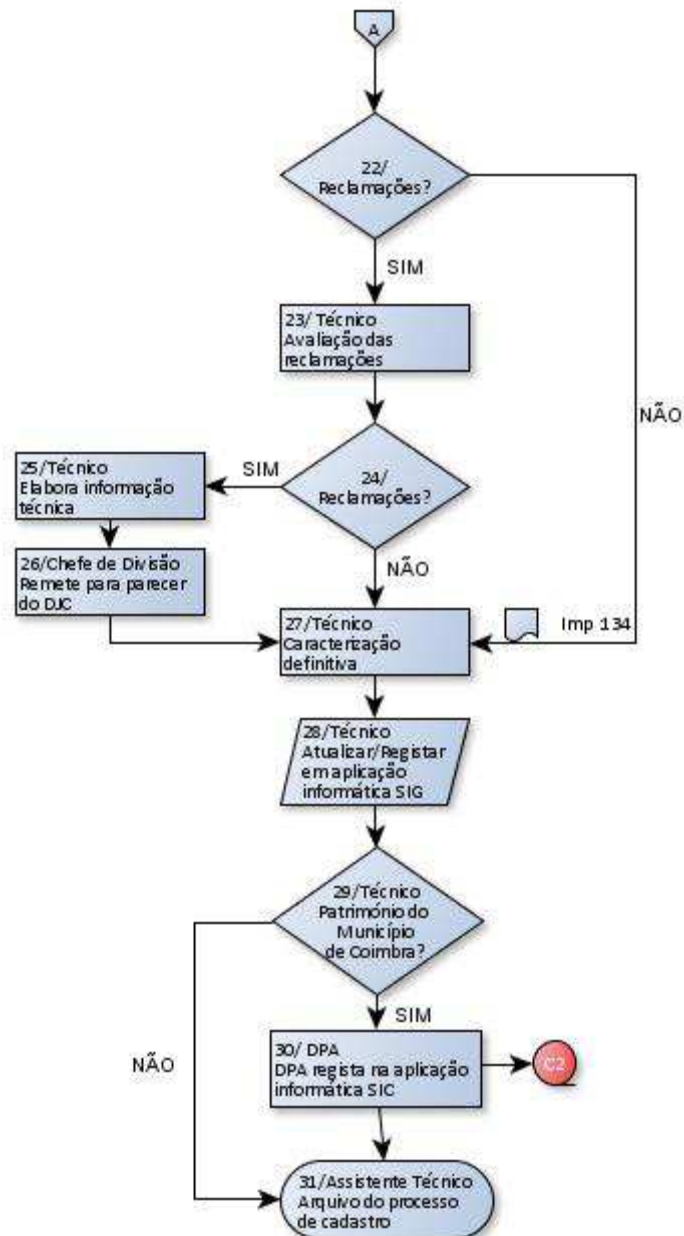 A
22/
Reclamações?
SIM
23/ Técnico
Avaliação das
reclamações
NÃO
24/
Reclamações?
SIM
25/Técnico
Elabora informação
técnica
26/Chefe de Divisão
Remete para parecer
do DJC
NÃO
27/Técnico
Caracterização
definitiva
Imp 134
28/Técnico
Atualizar/Registar
em aplicação
informática SIG
29/Técnico
Património do
Município
de Coimbra?
SIM
NÃO
30/ DPA
DPA regista na aplicação
informática SIC
C2
31/Assistente Técnico
Arquivo do processo
de cadastro